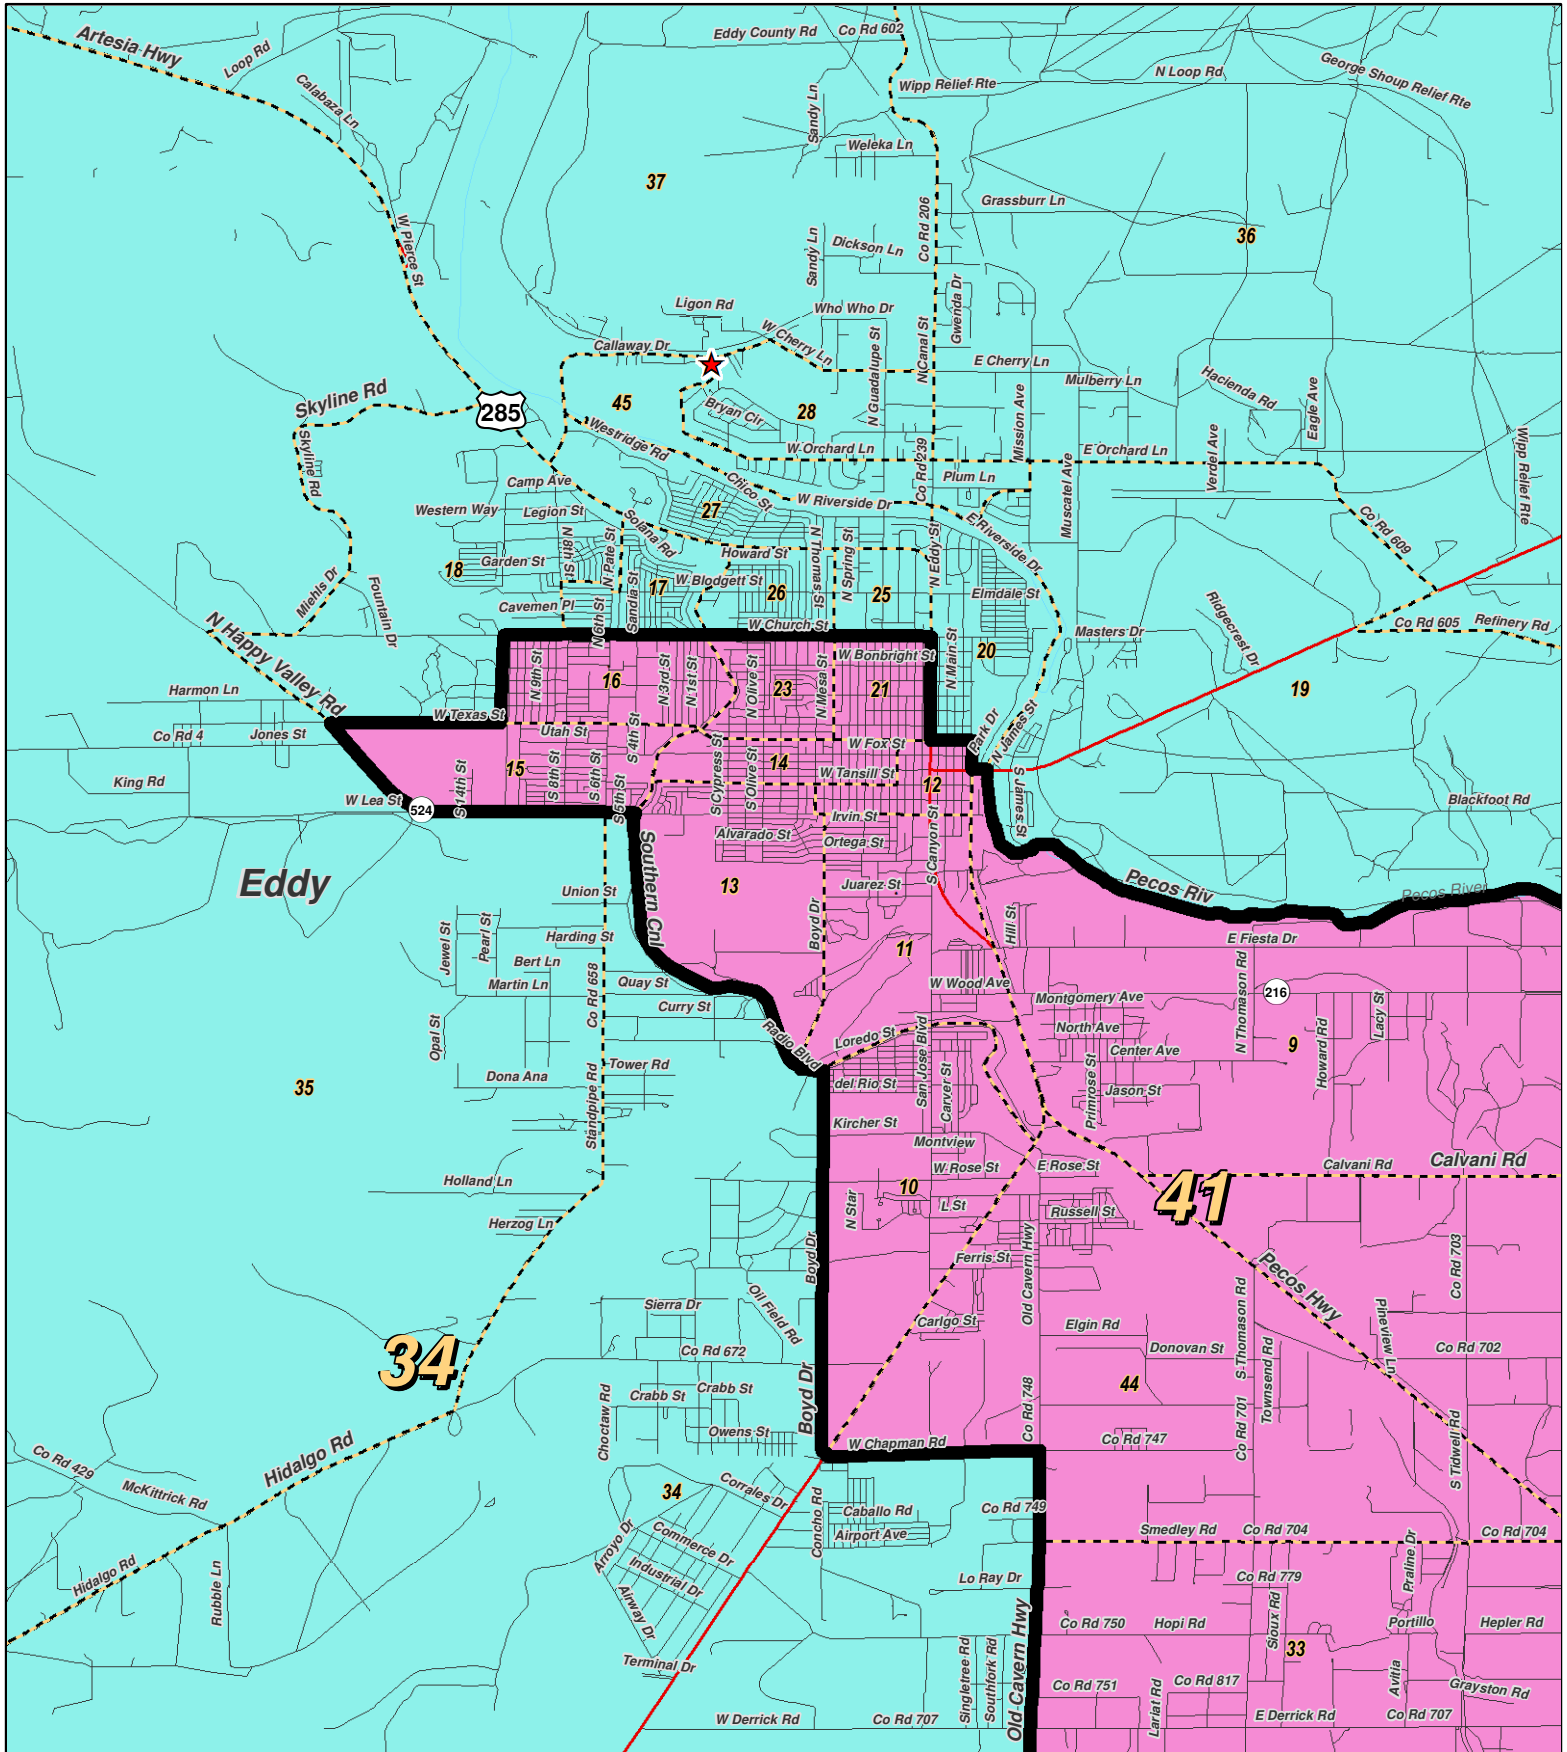 Eddy County Rd
Co Rd 602
Artesia Hwy
Loop Rd
Calabaza Ln
Wipp Relief Rte
N Loop Rd
George Shoup Relief Rte
Sandy Ln
Weleka Ln
37
Grassburr Ln
Co Rd 206
36
W Pierce St
Sandy Ln
Dickson Ln
Gwenda Dr
Ligon Rd
Who Who Dr
W Cherry Ln
Callaway Dr
N Guadalupe St
N Canal St
E Cherry Ln
Mulberry Ln
Hacienda Rd
Eagle Ave
Skyline Rd
285
45
Bryan Cir
28
Mission Ave
Skyline Rd
Westridge Rd
W Orchard Ln
E Orchard Ln
Co Rd 239
Verdel Ave
Wipp Relief Rte
Camp Ave
Chico St
Plum Ln
Muscatel Ave
Western Way
Legion St
27
W Riverside Dr
E Riverside Dr
Co Rd 609
Solana Rd
N 8th St
N Pate St
Howard St
N Thomas St
N Spring St
N Eddy St
18
Garden St
17
W Blodgett St
26
25
Elmdale St
Miehls Dr
Fountain Dr
Cavemen Pl
N 6th St
Sandia St
W Church St
N Happy Valley Rd
Masters Dr
Ridgecrest Dr
Co Rd 605
Refinery Rd
W Bonbright St
N Main St
20
16
N 9th St
N 3rd St
N 1st St
N Olive St
23
N Mesa St
21
19
Harmon Ln
W Texas St
Utah St
S 4th St
Park Dr
N James St
Co Rd 4
Jones St
W Fox St
King Rd
15
S 8th St
S 6th St
S Cypress St
S Olive St
14
W Tansill St
12
S James St
W Lea St
524
S 14th St
S 5th St
Irvin St
Blackfoot Rd
Alvarado St
Ortega St
S Canyon St
Eddy
Southern Cnl
13
Juarez St
Pecos Riv
Pecos River
Union St
Jewel St
Pearl St
Harding St
Boyd Dr
11
Hill St
E Fiesta Dr
Bert Ln
Martin Ln
Co Rd 658
Quay St
W Wood Ave
N Thomason Rd
216
Montgomery Ave
Curry St
Opal St
Radio Blvd
Loredo St
San Jose Blvd
North Ave
Center Ave
9
Howard Rd
Lacy St
Tower Rd
35
Dona Ana
del Rio St
Carver St
Primrose St
Jason St
Standpipe Rd
Kircher St
Montview
Holland Ln
W Rose St
E Rose St
Calvani Rd
Calvani Rd
10
41
N Star
L St
Russell St
Herzog Ln
Boyd Dr
Ferris St
Old Cavern Hwy
Pecos Hwy
Co Rd 703
Sierra Dr
Oil Field Rd
Carlgo St
Elgin Rd
S Thomason Rd
Pineview Ln
34
Co Rd 672
Donovan St
Townsend Rd
Co Rd 702
Crabb St
Crabb St
Boyd Dr
44
Choctaw Rd
Co Rd 748
Co Rd 701
S Tidwell Rd
Hidalgo Rd
Owens St
W Chapman Rd
Co Rd 747
Co Rd 429
McKittrick Rd
34
Corrales Dr
Concho Rd
Caballo Rd
Co Rd 749
Airport Ave
Smedley Rd
Co Rd 704
Co Rd 704
Arroyo Dr
Commerce Dr
Industrial Dr
Praline Dr
Hidalgo Rd
Rubble Ln
Airway Dr
Lo Ray Dr
Co Rd 779
Old Cavern Hwy
Co Rd 750
Hopi Rd
Sioux Rd
33
Portillo
Hepler Rd
Terminal Dr
Singletree Rd
Southfork Rd
Co Rd 751
Lariat Rd
Co Rd 817
Avitia
Grayston Rd
W Derrick Rd
Co Rd 707
E Derrick Rd
Co Rd 707